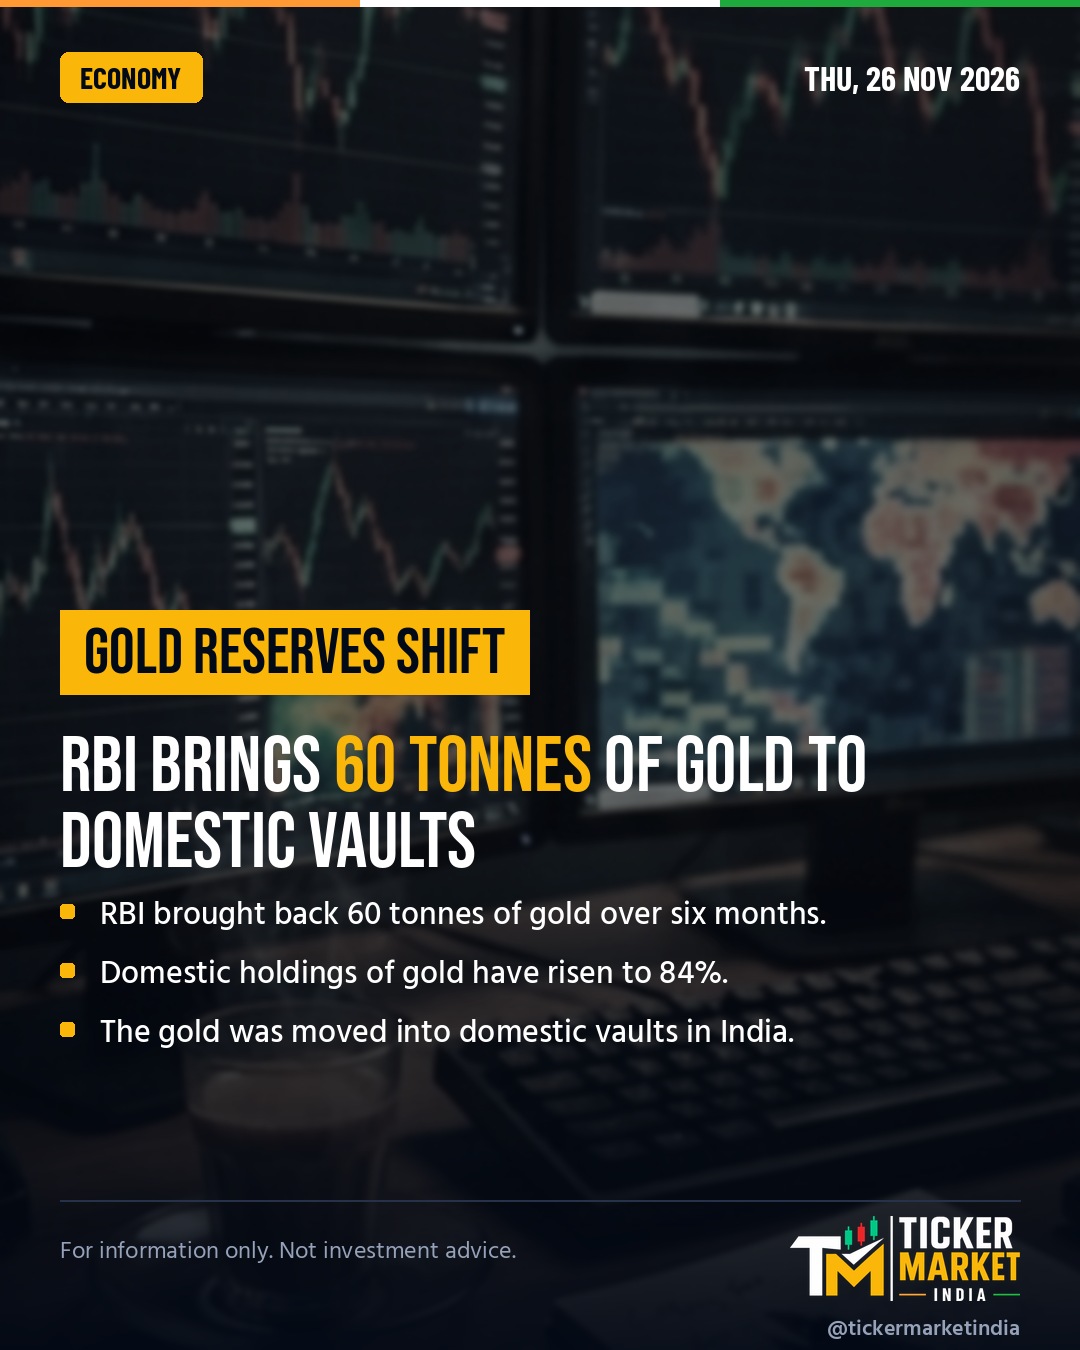 ECONOMY
THU, 26 NOV 2026
GOLD RESERVES SHIFT
RBI BRINGS 60 TONNES OF GOLD TO
DOMESTIC VAULTS
RBI brought back 60 tonnes of gold over six months.
Domestic holdings of gold have risen to 84%.
The gold was moved into domestic vaults in India.
For information only. Not investment advice.
TM
TICKER
MARKET
INDIA
@tickermarketindia